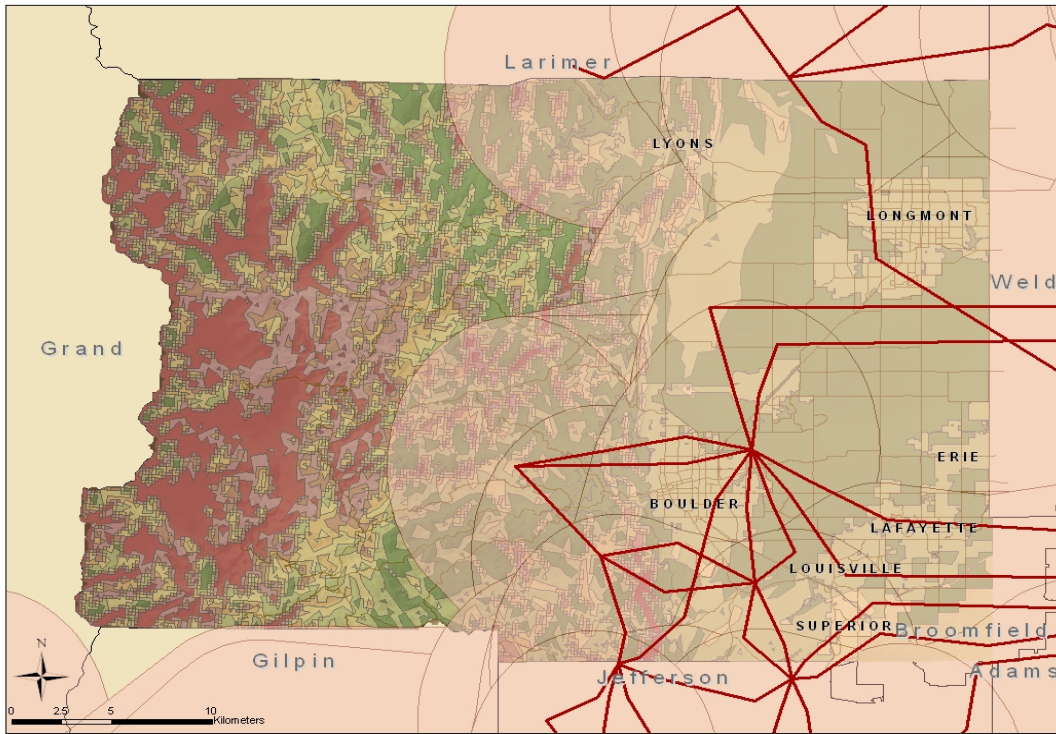 Larimer
LYONS
LONGMONT
Weld
Grand
ERIE
BOULDER
LAFAYETTE
LOUISVILLE
SUPERIOR
Broomfield
N
Gilpin
Jefferson
Adams
0 2.5 5 10
Kilometers